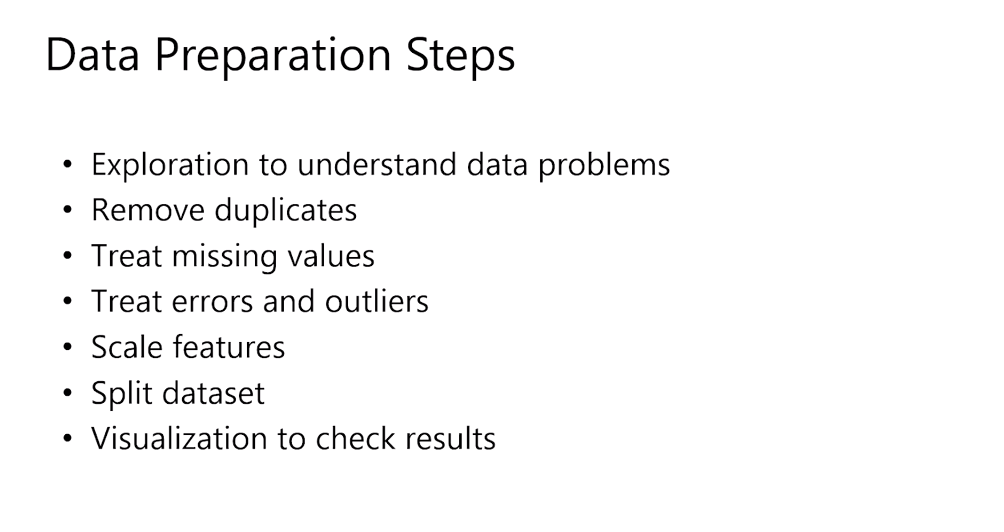 Data Preparation Steps
• Exploration to understand data problems
• Remove duplicates
• Treat missing values
• Treat errors and outliers
• Scale features
• Split dataset
• Visualization to check results